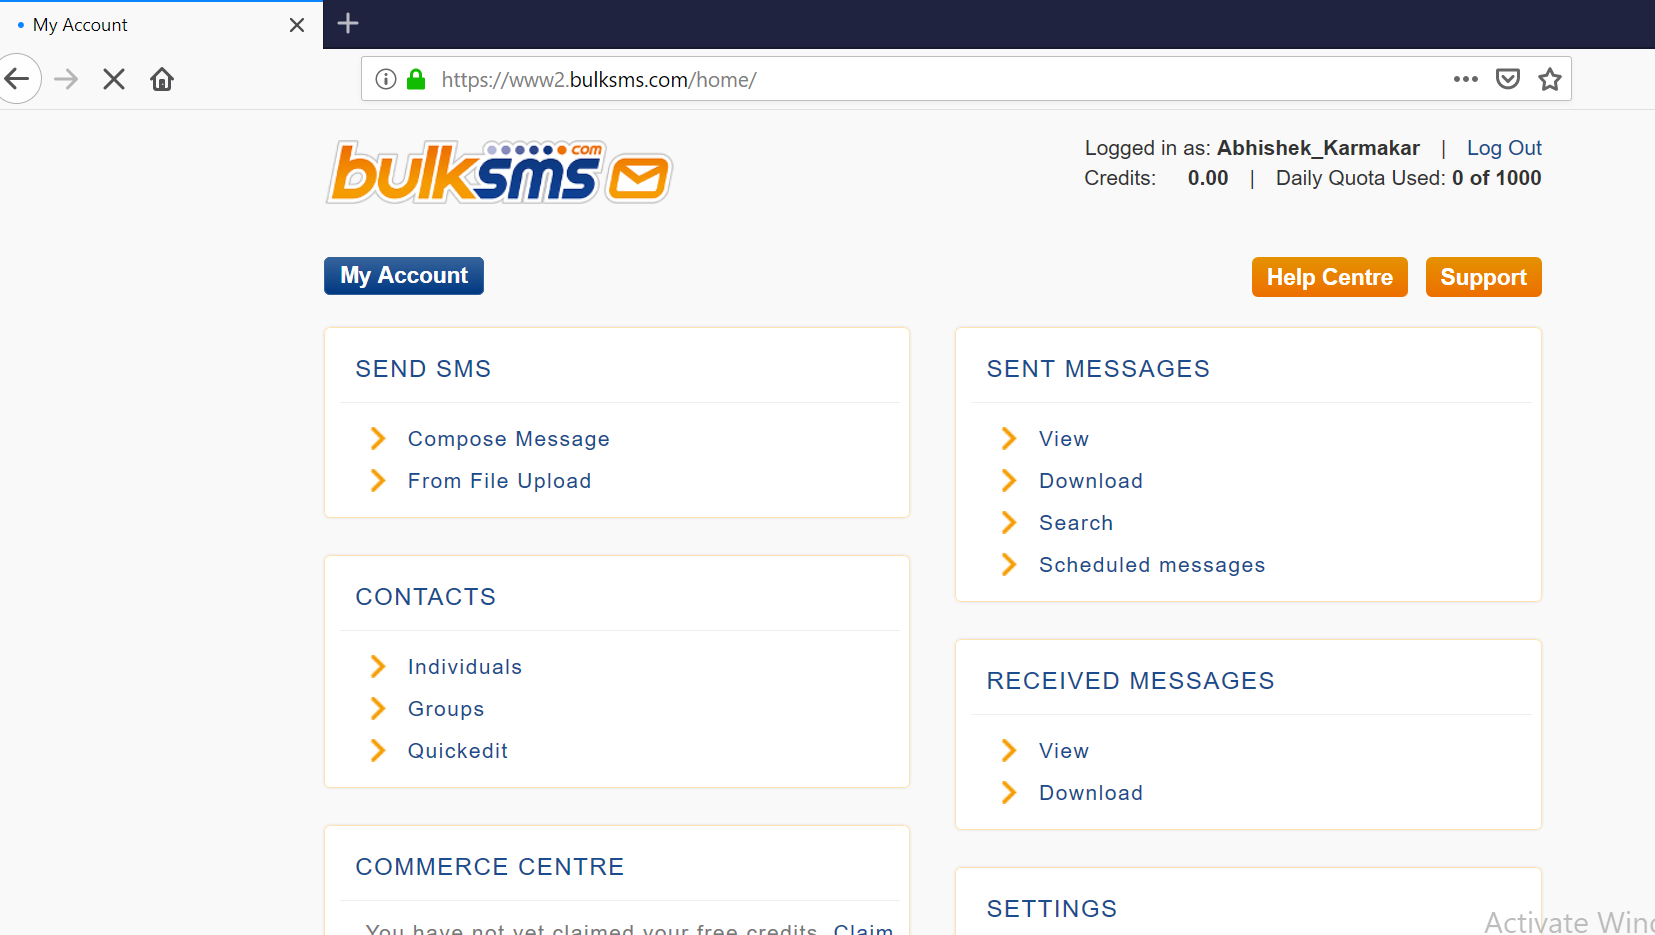 My Account
https://www2.bulksms.com/home/
bulksms.com
Logged in as: Abhishek_Karmakar | Log Out
Credits: 0.00 | Daily Quota Used: 0 of 1000
My Account
Help Centre
Support
SEND SMS
Compose Message
From File Upload
CONTACTS
Individuals
Groups
Quickedit
COMMERCE CENTRE
You have not yet claimed your free credits. Claim
SENT MESSAGES
View
Download
Search
Scheduled messages
RECEIVED MESSAGES
View
Download
SETTINGS
Activate